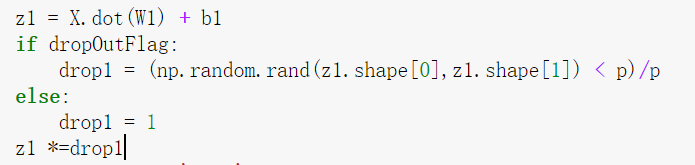 z1 = X.dot(W1) + b1
if dropOutFlag:
    drop1 = (np.random.rand(z1.shape[0],z1.shape[1]) < p)/p
else:
    drop1 = 1
z1 *=drop1